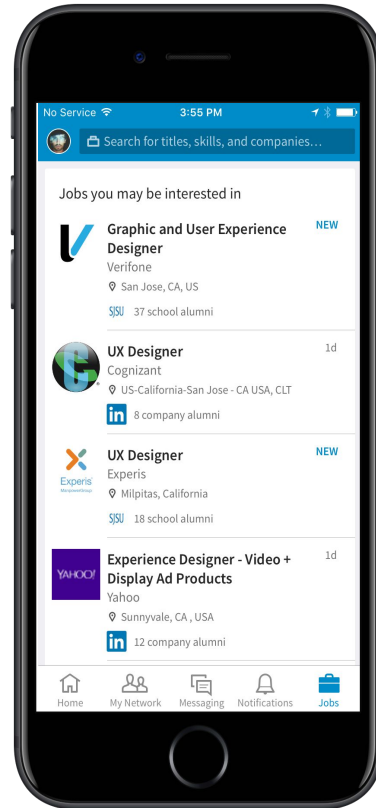 No Service 3:55 PM
Search for titles, skills, and companies...
Jobs you may be interested in
Graphic and User Experience NEW
Designer
Verifone
San Jose, CA, US
SJSU 37 school alumni
UX Designer 1d
Cognizant
US-California-San Jose - CA USA, CLT
in 8 company alumni
UX Designer NEW
Experis
Experis
ManpowerGroup
Milpitas, California
SJSU 18 school alumni
Experience Designer - Video + 1d
Display Ad Products
YAHOO!
Yahoo
Sunnyvale, CA , USA
in 12 company alumni
Home My Network Messaging Notifications Jobs